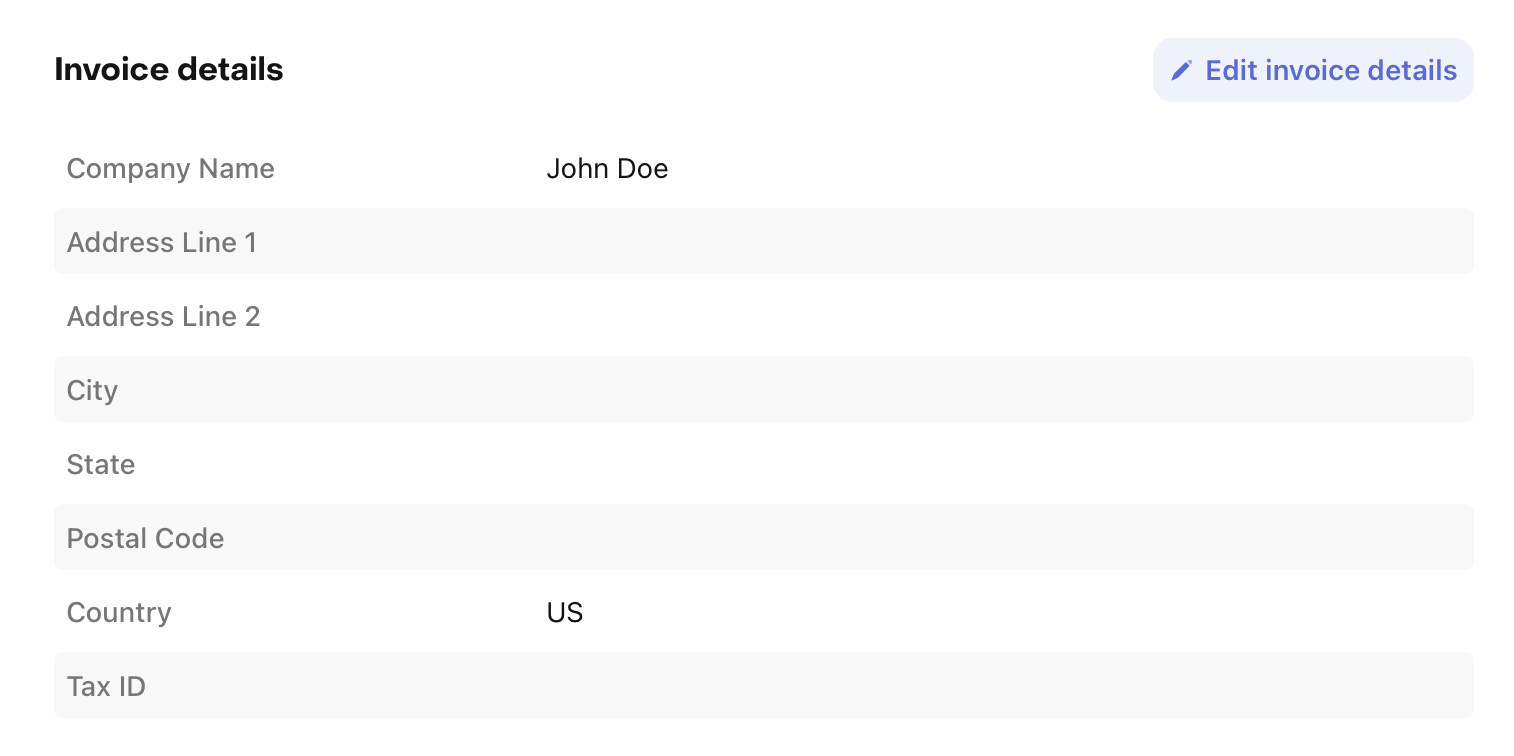 Invoice details
Edit invoice details
Company Name John Doe
Address Line 1
Address Line 2
City
State
Postal Code
Country US
Tax ID